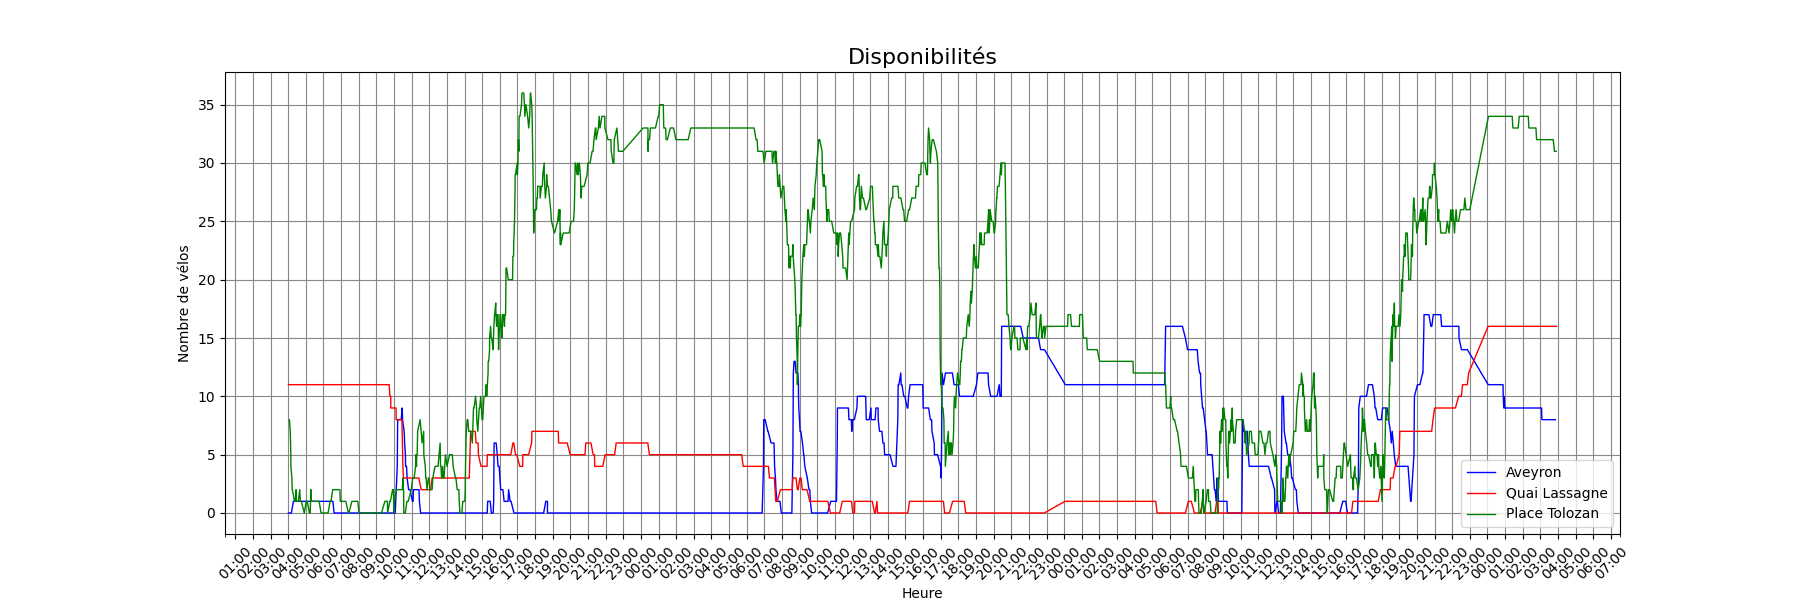 Disponibilités
Nombre de vélos
35
30
25
20
15
10
5
0
Aveyron
Quai Lassagne
Place Tolozan
01:00 02:00 03:00 04:00 05:00 06:00 07:00 08:00 09:00 10:00 11:00 12:00 13:00 14:00 15:00 16:00 17:00 18:00 19:00 20:00 21:00 22:00 23:00 00:00 01:00 02:00 03:00 04:00 05:00 06:00 07:00 08:00 09:00 10:00 11:00 12:00 13:00 14:00 15:00 16:00 17:00 18:00 19:00 20:00 21:00 22:00 23:00 00:00 01:00 02:00 03:00 04:00 05:00 06:00 07:00 08:00 09:00 10:00 11:00 12:00 13:00 14:00 15:00 16:00 17:00 18:00 19:00 20:00 21:00 22:00 23:00 00:00 01:00 02:00 03:00 04:00 05:00 06:00 07:00
Heure